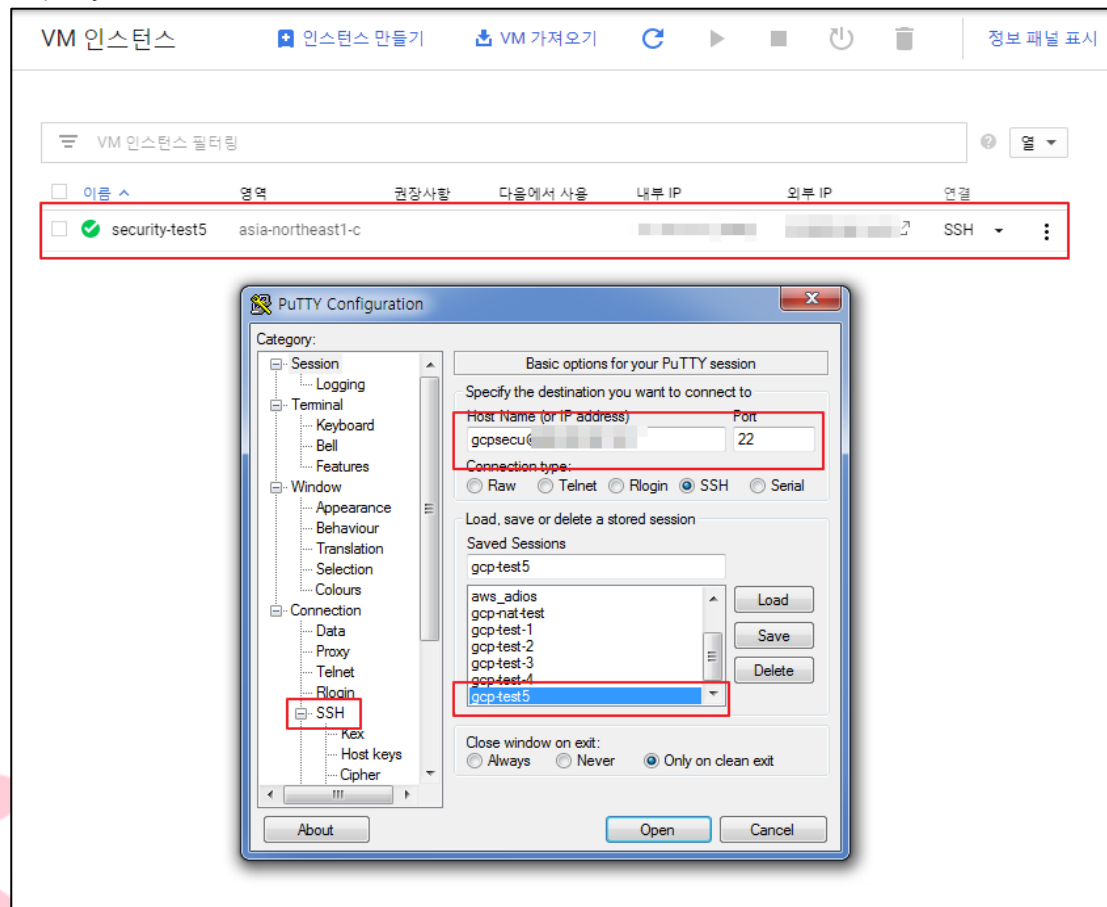 VM 인스턴스 인스턴스 만들기 VM 가져오기 정보 패널 표시
VM 인스턴스 필터링 열
이름 영역 권장사항 다음에서 사용 내부 IP 외부 IP 연결
security-test5 asia-northeast1-c SSH
PuTTY Configuration
Category:
Session
Logging
Terminal
Keyboard
Bell
Features
Window
Appearance
Behaviour
Translation
Selection
Colours
Connection
Data
Proxy
Telnet
Rlogin
SSH
Kex
Host keys
Cipher
Basic options for your PuTTY session
Specify the destination you want to connect to
Host Name (or IP address) Port
gcpsecu@ 22
Connection type:
Raw Telnet Rlogin SSH Serial
Load, save or delete a stored session
Saved Sessions
gcp-test5
aws_adios
gcp-nat-test
gcp-test-1
gcp-test-2
gcp-test-3
gcp-test-4
gcp-test5
Load
Save
Delete
Close window on exit:
Always Never Only on clean exit
About Open Cancel